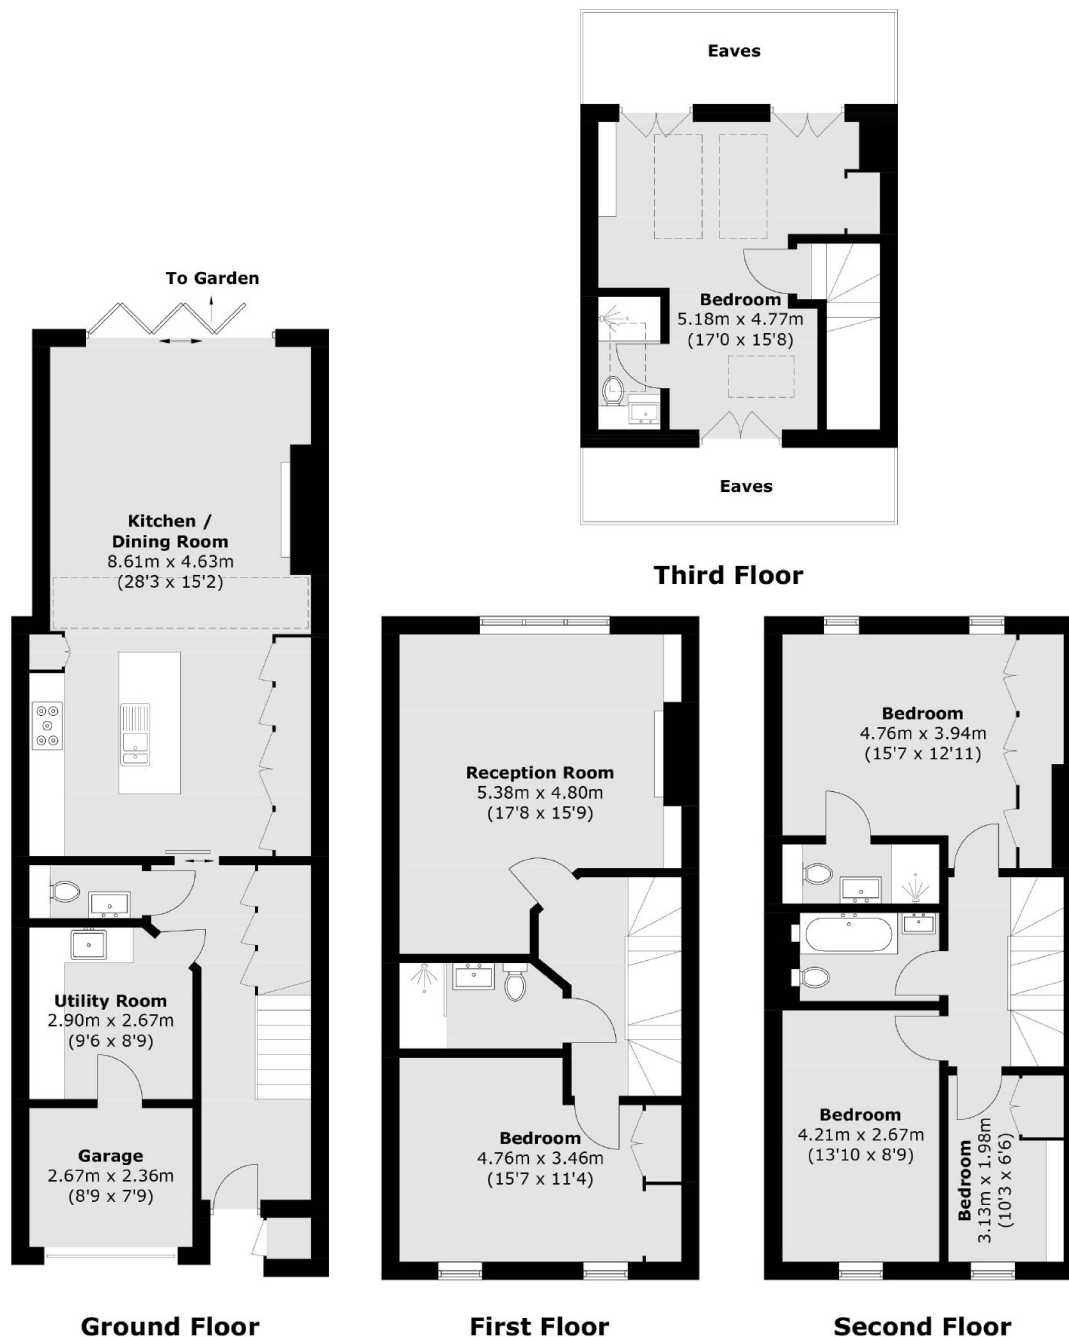 Eaves
Bedroom
5.18m x 4.77m
(17'0 x 15'8)
Eaves
Third Floor
To Garden
Kitchen /
Dining Room
8.61m x 4.63m
(28'3 x 15'2)
Utility Room
2.90m x 2.67m
(9'6 x 8'9)
Garage
2.67m x 2.36m
(8'9 x 7'9)
Ground Floor
Reception Room
5.38m x 4.80m
(17'8 x 15'9)
Bedroom
4.76m x 3.46m
(15'7 x 11'4)
First Floor
Bedroom
4.76m x 3.94m
(15'7 x 12'11)
Bedroom
4.21m x 2.67m
(13'10 x 8'9)
Bedroom
3.13m x 1.98m
(10'3 x 6'6)
Second Floor